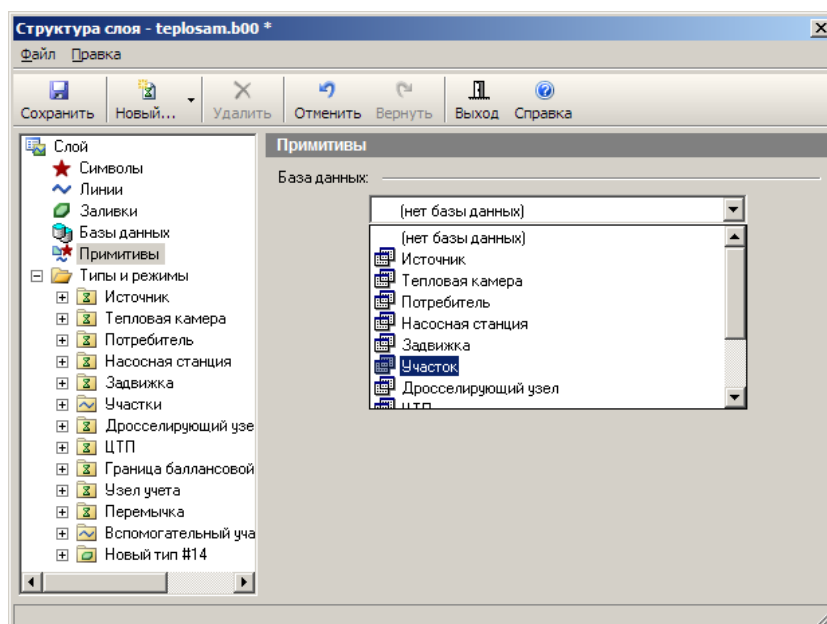 Структура слоя - teplosam.b00 *
Файл Правка
Сохранить Новый... Удалить Отменить Вернуть Выход Справка
Слой
Символы
Линии
Заливки
Базы данных
Примитивы
Типы и режимы
Источник
Тепловая камера
Потребитель
Насосная станция
Задвижка
Участки
Дросселирующий узе
ЦТП
Граница баллансовой
Узел учета
Перемычка
Вспомогательный уча
Новый тип #14
Примитивы
База данных:
(нет базы данных)
(нет базы данных)
Источник
Тепловая камера
Потребитель
Насосная станция
Задвижка
Участок
Дросселирующий узел
ЦТП